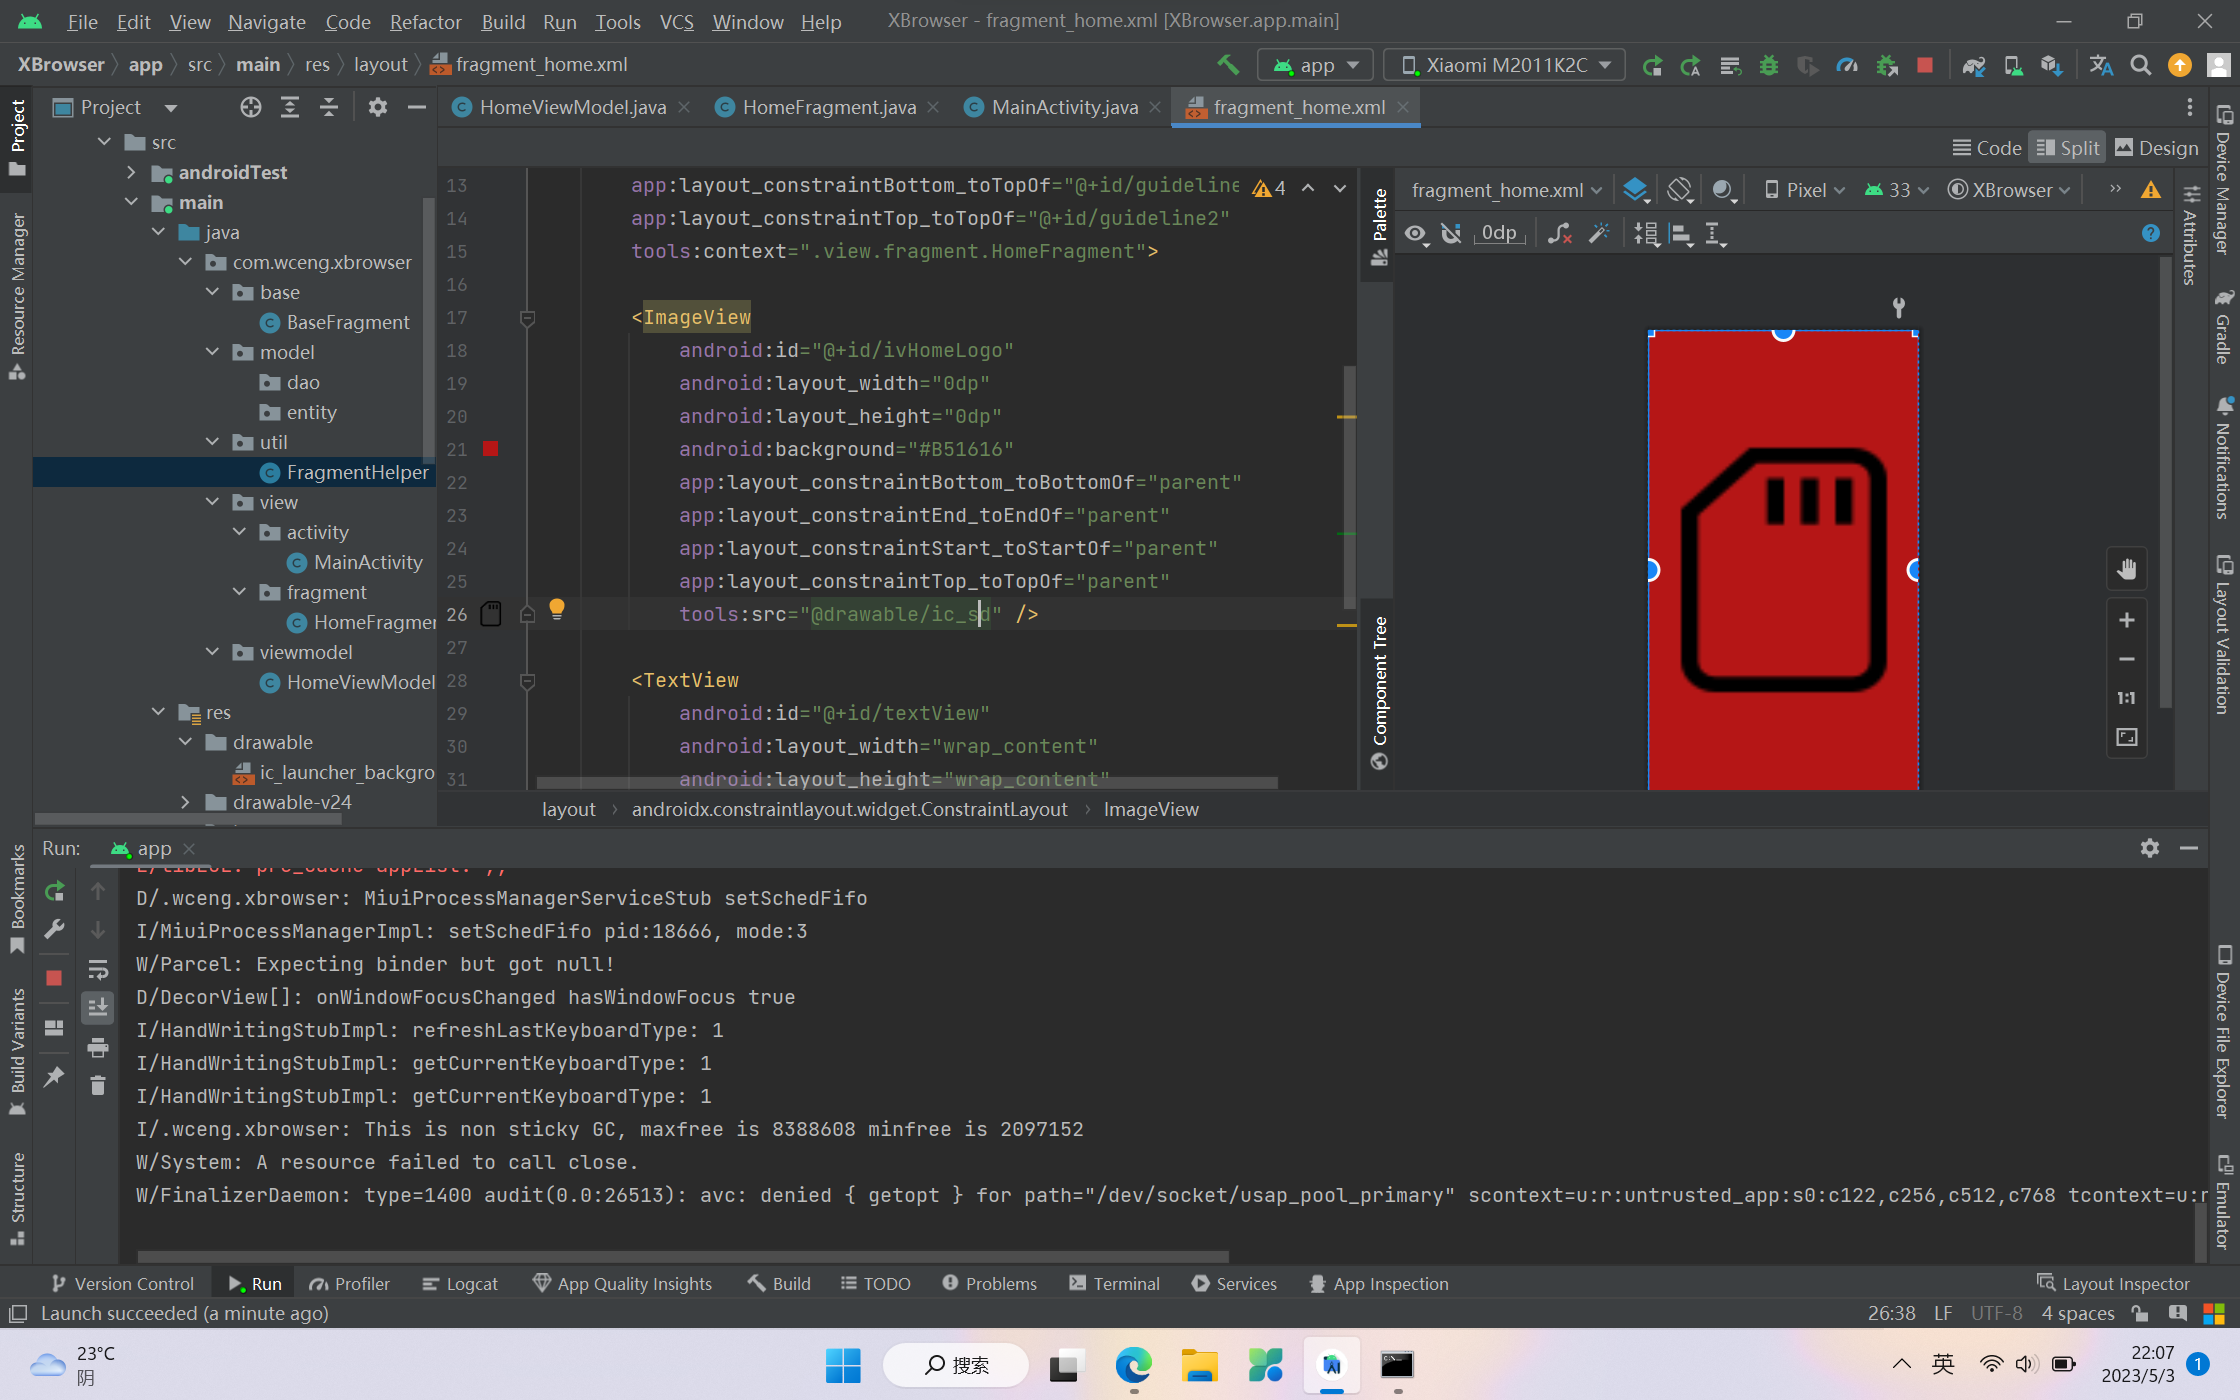 File Edit View Navigate Code Refactor Build Run Tools VCS Window Help XBrowser - fragment_home.xml [XBrowser.app.main]
XBrowser app src main res layout fragment_home.xml app Xiaomi M2011K2C
Project HomeViewModel.java HomeFragment.java MainActivity.java fragment_home.xml
Code Split Design
src
androidTest
main
java
com.wceng.xbrowser
base
BaseFragment
model
dao
entity
util
FragmentHelper
view
activity
MainActivity
fragment
HomeFragmer
viewmodel
HomeViewModel
res
drawable
ic_launcher_backgro
drawable-v24
13 app:layout_constraintBottom_toTopOf="@+id/guideline
14 app:layout_constraintTop_toTopOf="@+id/guideline2"
15 tools:context=".view.fragment.HomeFragment">
16
17 <ImageView
18 android:id="@+id/ivHomeLogo"
19 android:layout_width="0dp"
20 android:layout_height="0dp"
21 android:background="#B51616"
22 app:layout_constraintBottom_toBottomOf="parent"
23 app:layout_constraintEnd_toEndOf="parent"
24 app:layout_constraintStart_toStartOf="parent"
25 app:layout_constraintTop_toTopOf="parent"
26 tools:src="@drawable/ic_sd" />
27
28 <TextView
29 android:id="@+id/textView"
30 android:layout_width="wrap_content"
31 android:layout_height="wrap_content"
4
layout androidx.constraintlayout.widget.ConstraintLayout ImageView
Palette
Component Tree
fragment_home.xml Pixel 33 XBrowser
0dp
1:1
Attributes
Project
Resource Manager
Bookmarks
Build Variants
Structure
Device Manager
Gradle
Notifications
Layout Validation
Device File Explorer
Emulator
Run: app
D/.wceng.xbrowser: MiuiProcessManagerServiceStub setSchedFifo
I/MiuiProcessManagerImpl: setSchedFifo pid:18666, mode:3
W/Parcel: Expecting binder but got null!
D/DecorView[]: onWindowFocusChanged hasWindowFocus true
I/HandWritingStubImpl: refreshLastKeyboardType: 1
I/HandWritingStubImpl: getCurrentKeyboardType: 1
I/HandWritingStubImpl: getCurrentKeyboardType: 1
I/.wceng.xbrowser: This is non sticky GC, maxfree is 8388608 minfree is 2097152
W/System: A resource failed to call close.
W/FinalizerDaemon: type=1400 audit(0.0:26513): avc: denied { getopt } for path="/dev/socket/usap_pool_primary" scontext=u:r:untrusted_app:s0:c122,c256,c512,c768 tcontext=u:r
Version Control Run Profiler Logcat App Quality Insights Build TODO Problems Terminal Services App Inspection Layout Inspector
Launch succeeded (a minute ago) 26:38 LF UTF-8 4 spaces
23°C
阴
搜索
英
22:07
2023/5/3
1